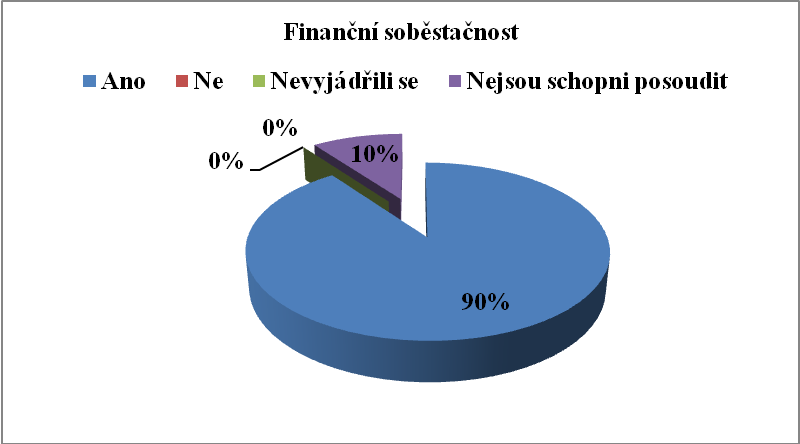 Finanční soběstačnost
Ano Ne Nevyjádřili se Nejsou schopni posoudit
0%
0%
10%
90%